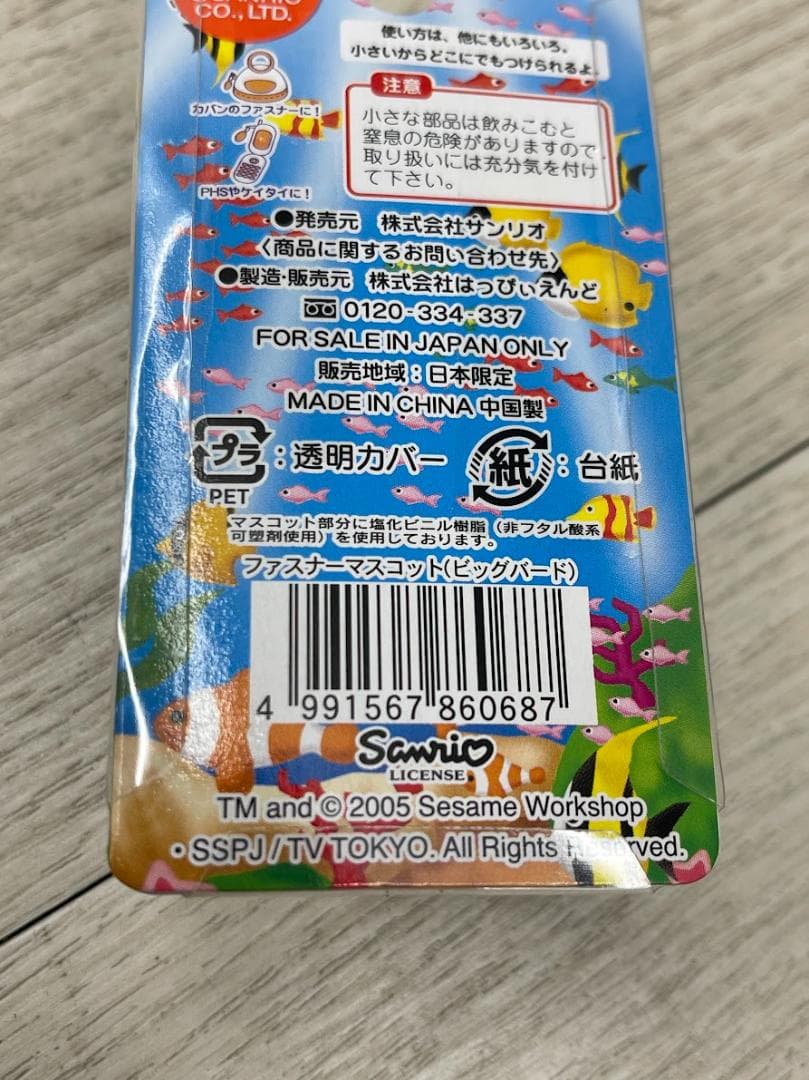 CO., LTD.
使い方は、他にもいろいろ。
小さいからどこにでもつけられるよ。
カバンのファスナーに!
PHSやケイタイに!
注意
小さな部品は飲みこむと
窒息の危険がありますので
取り扱いには充分気を付け
て下さい。
●発売元 株式会社サンリオ
〈商品に関するお問い合わせ先〉
●製造・販売元 株式会社はっぴぃえんど
0120-334-337
FOR SALE IN JAPAN ONLY
販売地域:日本限定
MADE IN CHINA 中国製
プラ:透明カバー
PET
紙:台紙
マスコット部分に塩化ビニル樹脂(非フタル酸系
可塑剤使用)を使用しております。
ファスナーマスコット(ビッグバード)
4 991567 860687
Sanrio
LICENSE
TM and © 2005 Sesame Workshop
・SSPJ/TV TOKYO. All Rights Reserved.